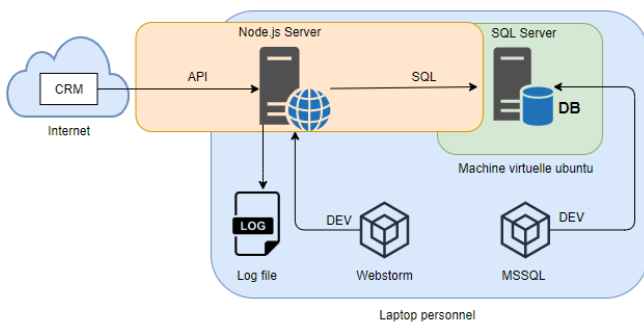 Node.js Server
SQL Server
CRM
API
SQL
DB
Internet
Machine virtuelle ubuntu
LOG
DEV
DEV
Log file
Webstorm
MSSQL
Laptop personnel